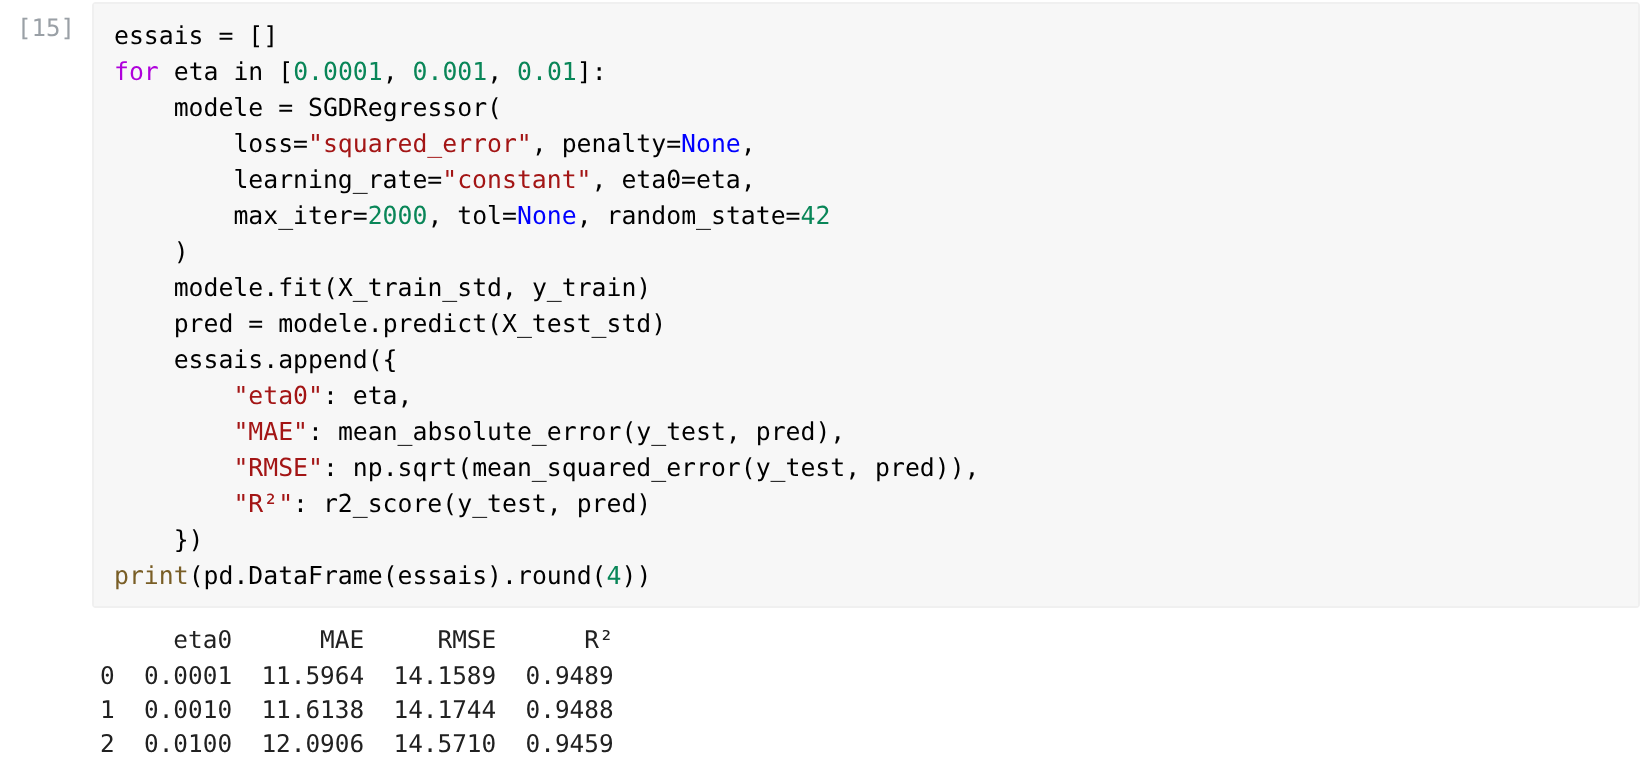 [15]
essais = []
for eta in [0.0001, 0.001, 0.01]:
    modele = SGDRegressor(
        loss="squared_error", penalty=None,
        learning_rate="constant", eta0=eta,
        max_iter=2000, tol=None, random_state=42
    )
    modele.fit(X_train_std, y_train)
    pred = modele.predict(X_test_std)
    essais.append({
        "eta0": eta,
        "MAE": mean_absolute_error(y_test, pred),
        "RMSE": np.sqrt(mean_squared_error(y_test, pred)),
        "R²": r2_score(y_test, pred)
    })
print(pd.DataFrame(essais).round(4))
     eta0      MAE     RMSE      R²
0  0.0001  11.5964  14.1589  0.9489
1  0.0010  11.6138  14.1744  0.9488
2  0.0100  12.0906  14.5710  0.9459